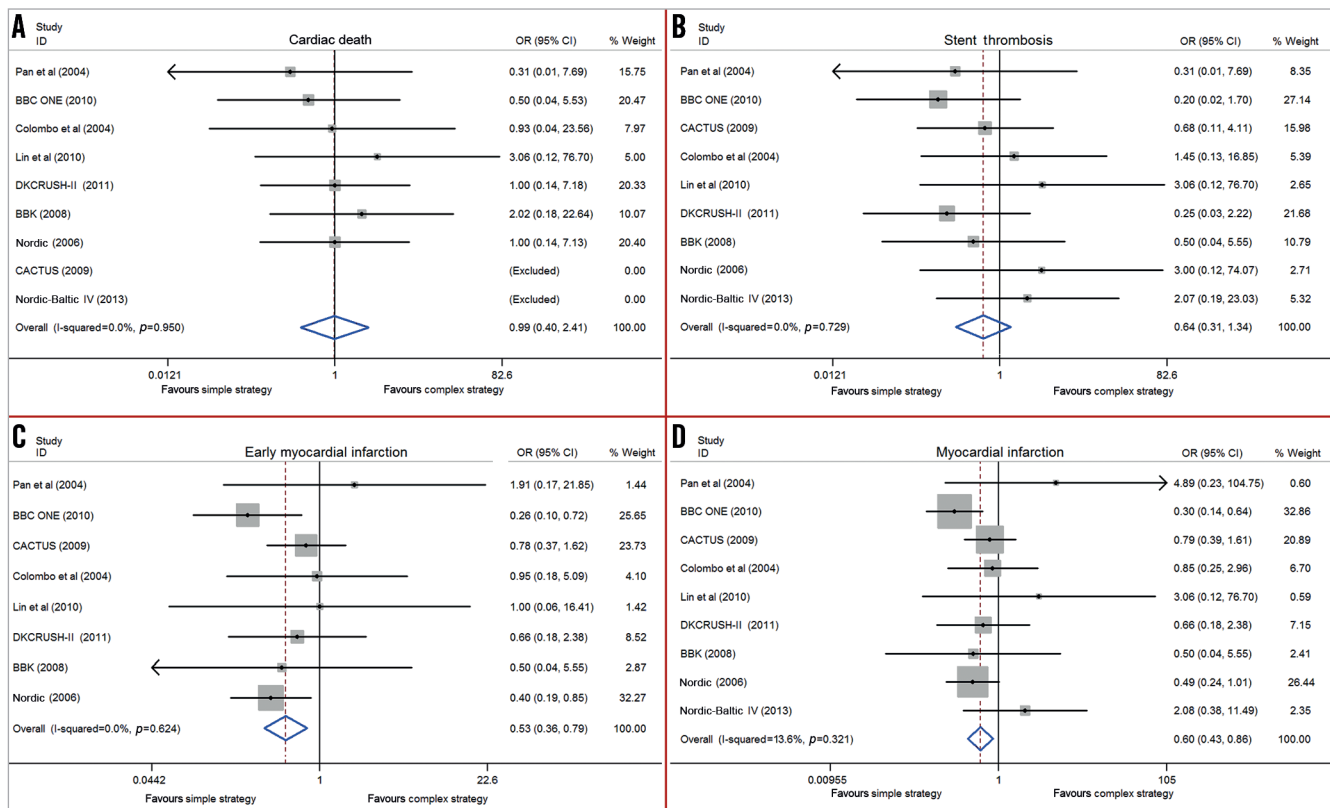 A
Study
ID
Cardiac death
OR (95% CI) % Weight
Pan et al (2004) 0.31 (0.01, 7.69) 15.75
BBC ONE (2010) 0.50 (0.04, 5.53) 20.47
Colombo et al (2004) 0.93 (0.04, 23.56) 7.97
Lin et al (2010) 3.06 (0.12, 76.70) 5.00
DKCRUSH-II (2011) 1.00 (0.14, 7.18) 20.33
BBK (2008) 2.02 (0.18, 22.64) 10.07
Nordic (2006) 1.00 (0.14, 7.13) 20.40
CACTUS (2009) (Excluded) 0.00
Nordic-Baltic IV (2013) (Excluded) 0.00
Overall (I-squared=0.0%, p=0.950) 0.99 (0.40, 2.41) 100.00
0.0121 1 82.6
Favours simple strategy Favours complex strategy
B
Study
ID
Stent thrombosis
OR (95% CI) % Weight
Pan et al (2004) 0.31 (0.01, 7.69) 8.35
BBC ONE (2010) 0.20 (0.02, 1.70) 27.14
CACTUS (2009) 0.68 (0.11, 4.11) 15.98
Colombo et al (2004) 1.45 (0.13, 16.85) 5.39
Lin et al (2010) 3.06 (0.12, 76.70) 2.65
DKCRUSH-II (2011) 0.25 (0.03, 2.22) 21.68
BBK (2008) 0.50 (0.04, 5.55) 10.79
Nordic (2006) 3.00 (0.12, 74.07) 2.71
Nordic-Baltic IV (2013) 2.07 (0.19, 23.03) 5.32
Overall (I-squared=0.0%, p=0.729) 0.64 (0.31, 1.34) 100.00
0.0121 1 82.6
Favours simple strategy Favours complex strategy
C
Study
ID
Early myocardial infarction
OR (95% CI) % Weight
Pan et al (2004) 1.91 (0.17, 21.85) 1.44
BBC ONE (2010) 0.26 (0.10, 0.72) 25.65
CACTUS (2009) 0.78 (0.37, 1.62) 23.73
Colombo et al (2004) 0.95 (0.18, 5.09) 4.10
Lin et al (2010) 1.00 (0.06, 16.41) 1.42
DKCRUSH-II (2011) 0.66 (0.18, 2.38) 8.52
BBK (2008) 0.50 (0.04, 5.55) 2.87
Nordic (2006) 0.40 (0.19, 0.85) 32.27
Overall (I-squared=0.0%, p=0.624) 0.53 (0.36, 0.79) 100.00
0.0442 1 22.6
Favours simple strategy Favours complex strategy
D
Study
ID
Myocardial infarction
OR (95% CI) % Weight
Pan et al (2004) 4.89 (0.23, 104.75) 0.60
BBC ONE (2010) 0.30 (0.14, 0.64) 32.86
CACTUS (2009) 0.79 (0.39, 1.61) 20.89
Colombo et al (2004) 0.85 (0.25, 2.96) 6.70
Lin et al (2010) 3.06 (0.12, 76.70) 0.59
DKCRUSH-II (2011) 0.66 (0.18, 2.38) 7.15
BBK (2008) 0.50 (0.04, 5.55) 2.41
Nordic (2006) 0.49 (0.24, 1.01) 26.44
Nordic-Baltic IV (2013) 2.08 (0.38, 11.49) 2.35
Overall (I-squared=13.6%, p=0.321) 0.60 (0.43, 0.86) 100.00
0.00955 1 105
Favours simple strategy Favours complex strategy